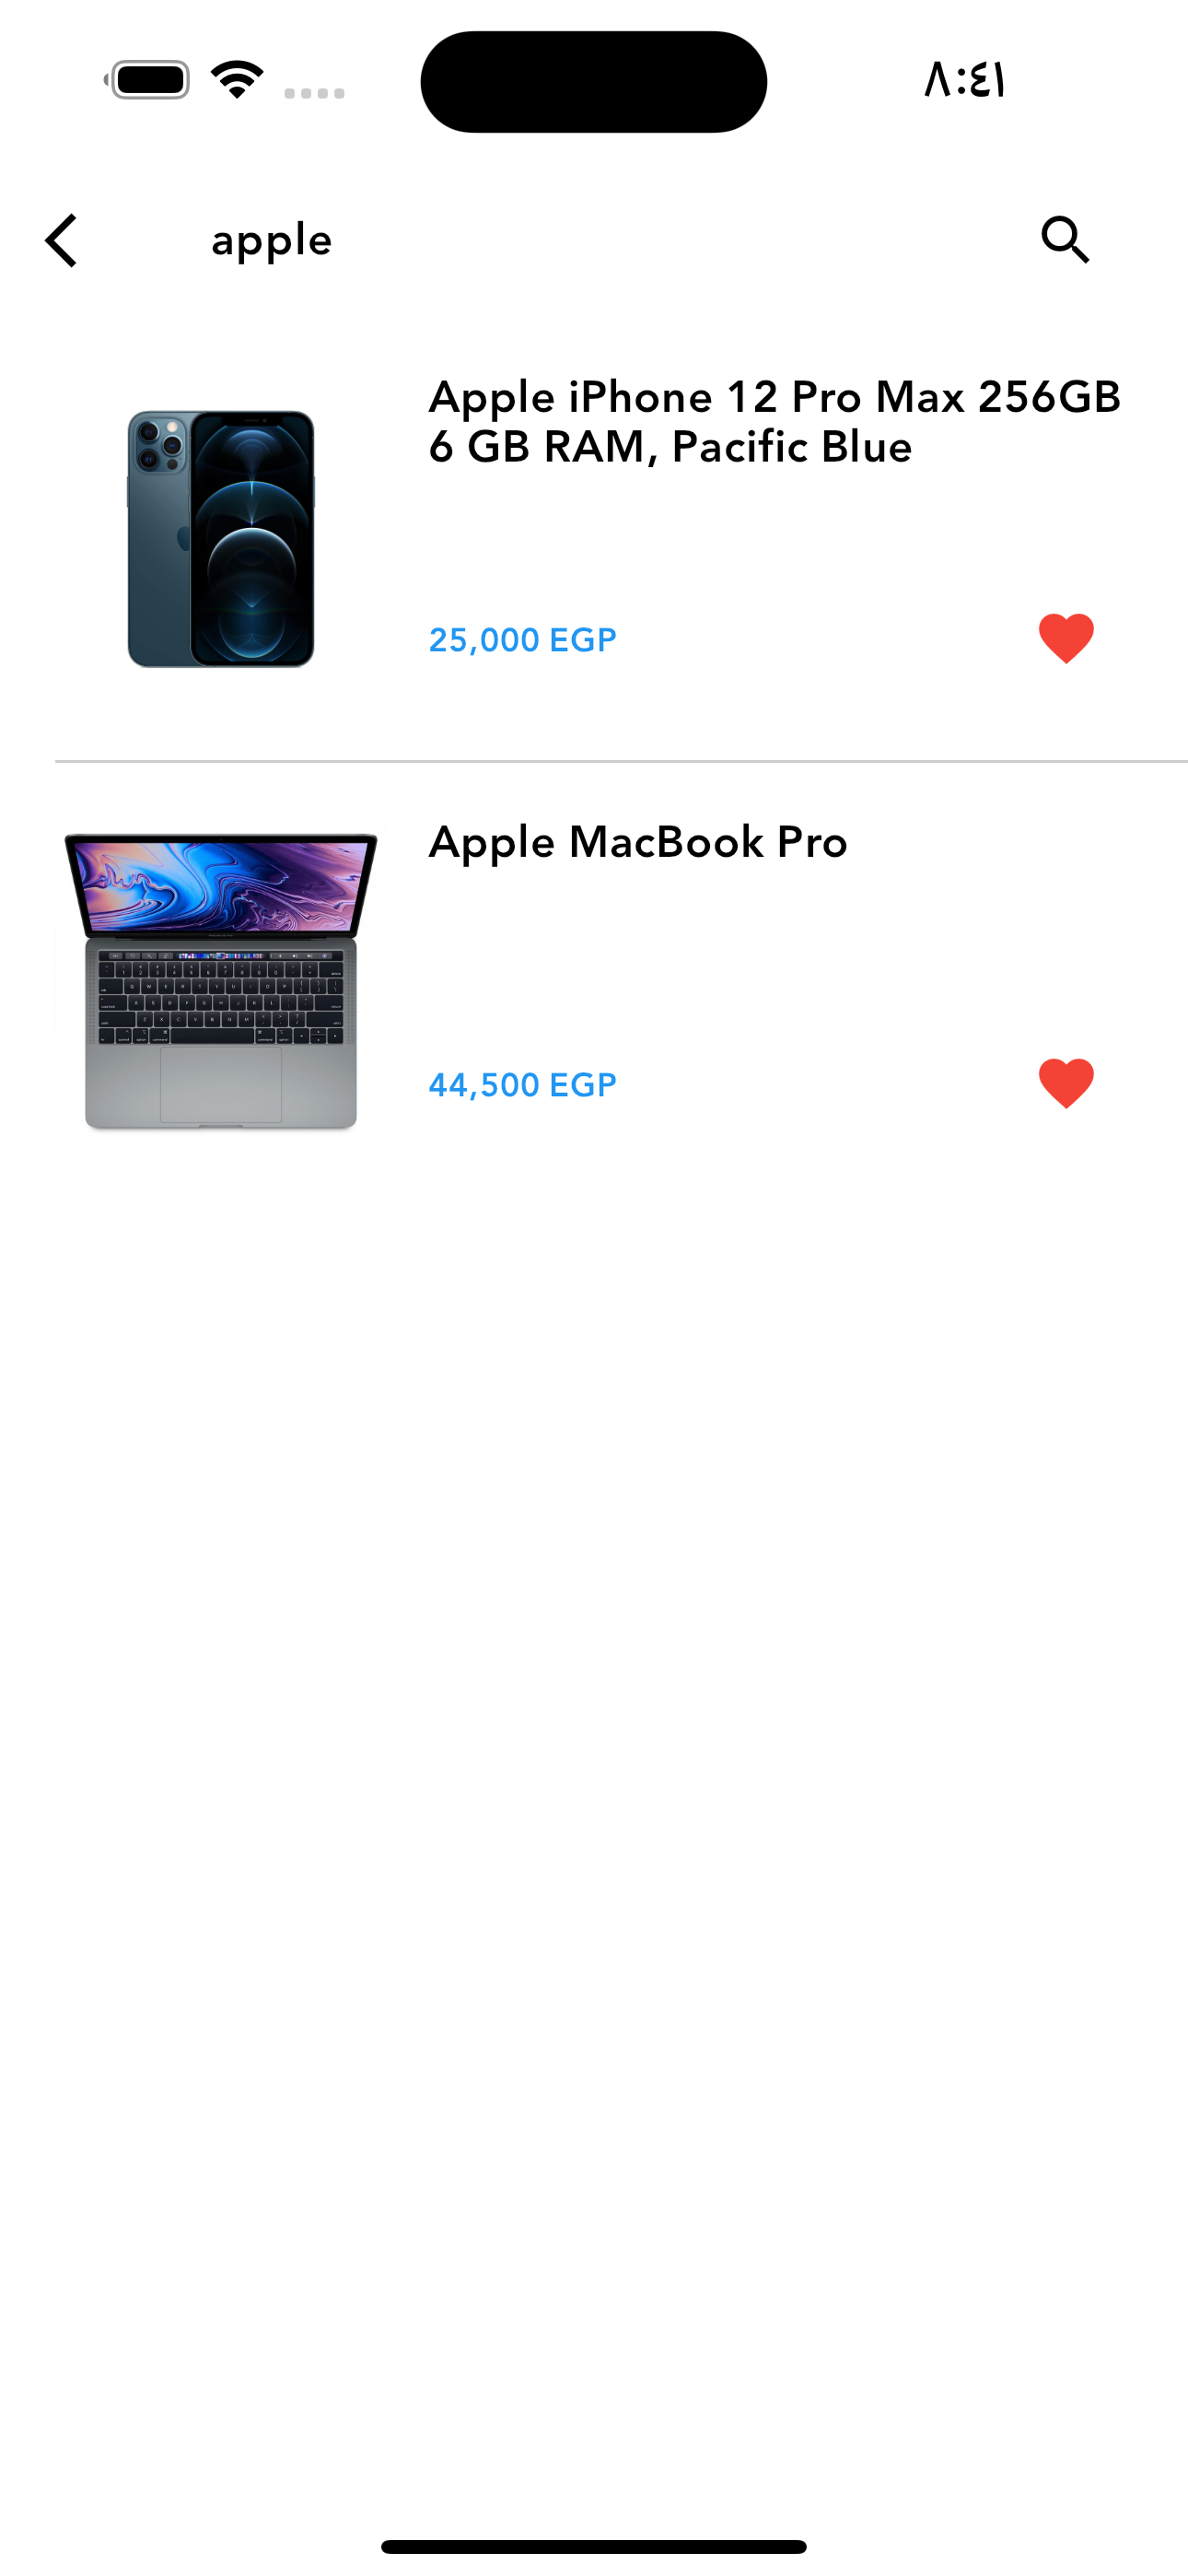 ٨:٤١
apple
Apple iPhone 12 Pro Max 256GB
6 GB RAM, Pacific Blue
25,000 EGP
Apple MacBook Pro
44,500 EGP